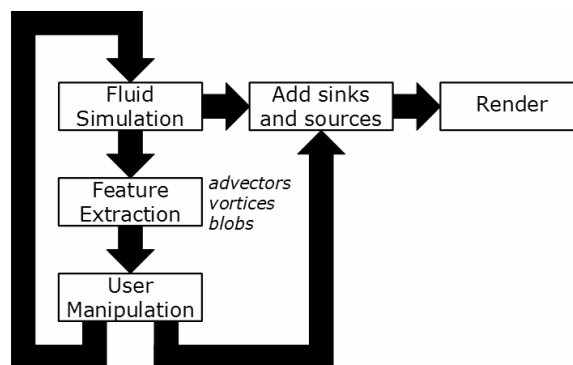 Fluid
Simulation
Add sinks
and sources
Render
Feature
Extraction
advectors
vortices
blobs
User
Manipulation